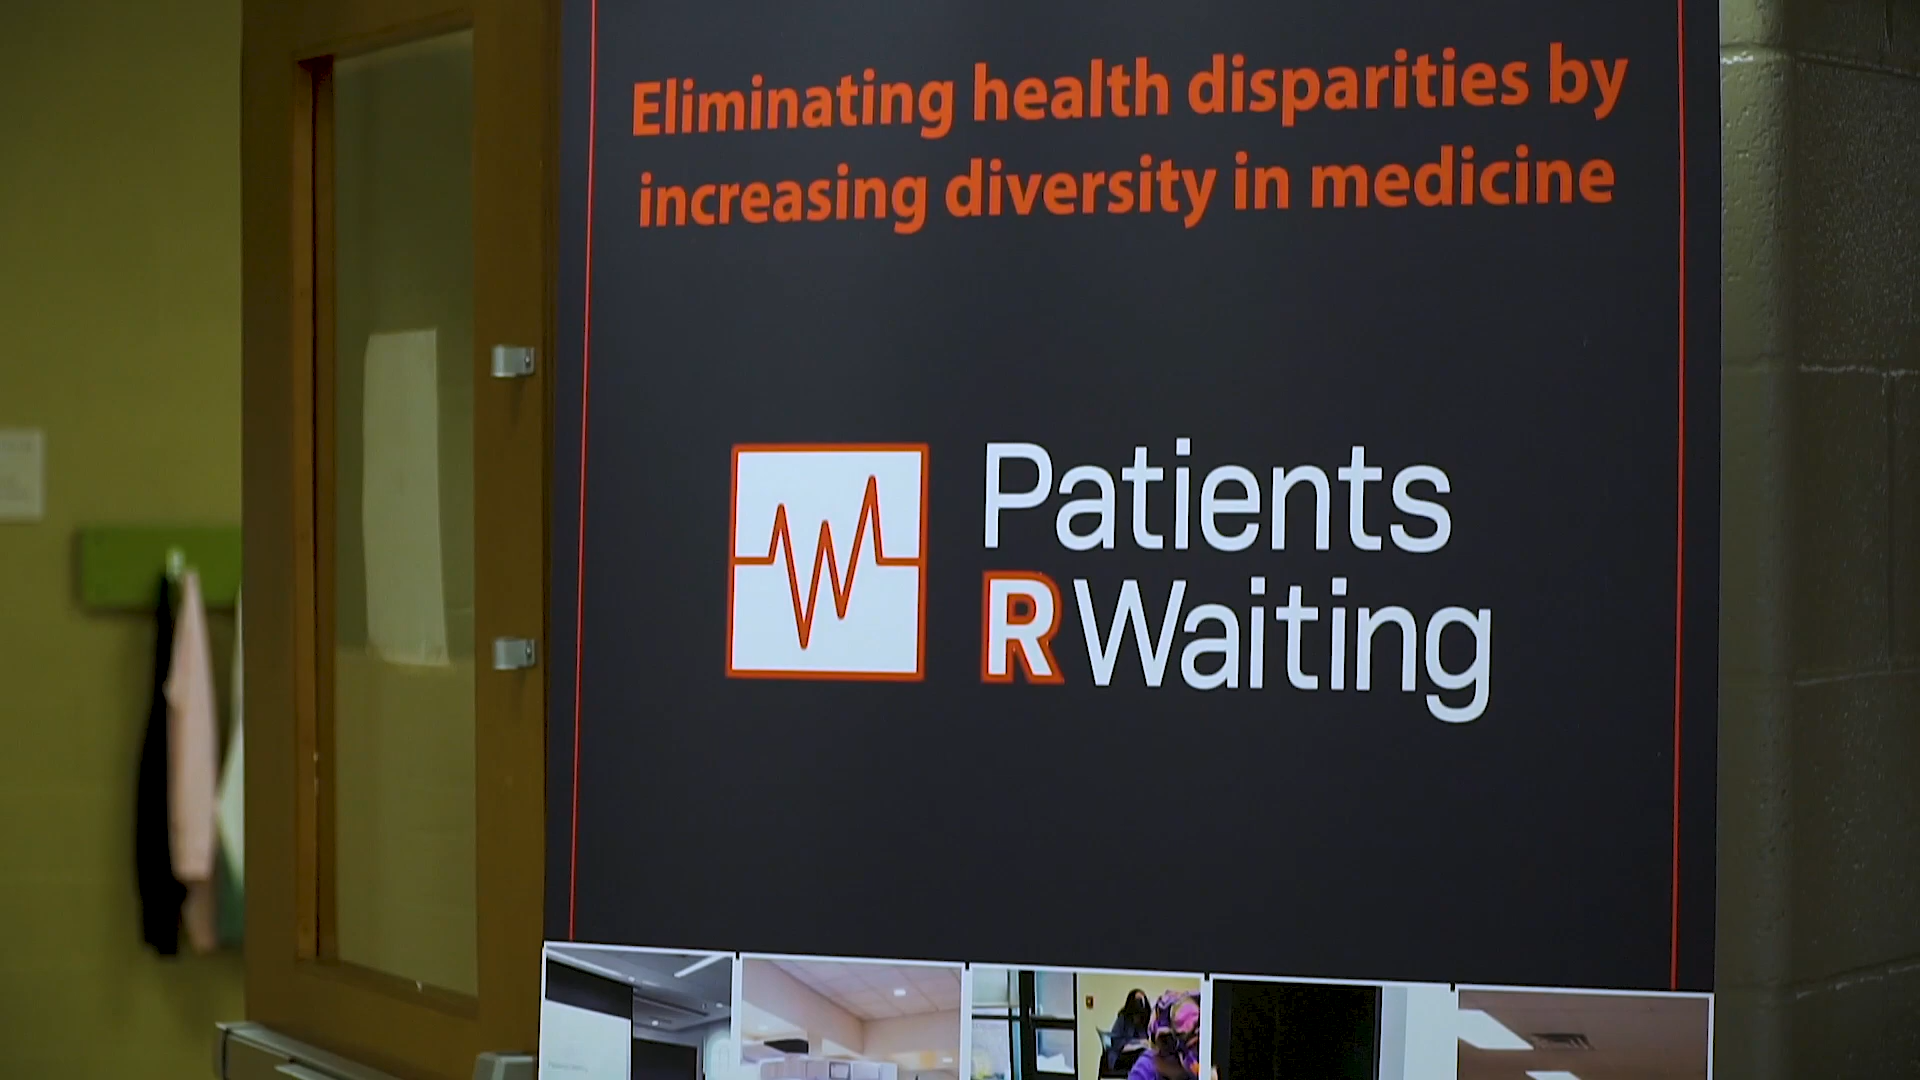 Eliminating health disparities by
increasing diversity in medicine
Patients
R Waiting